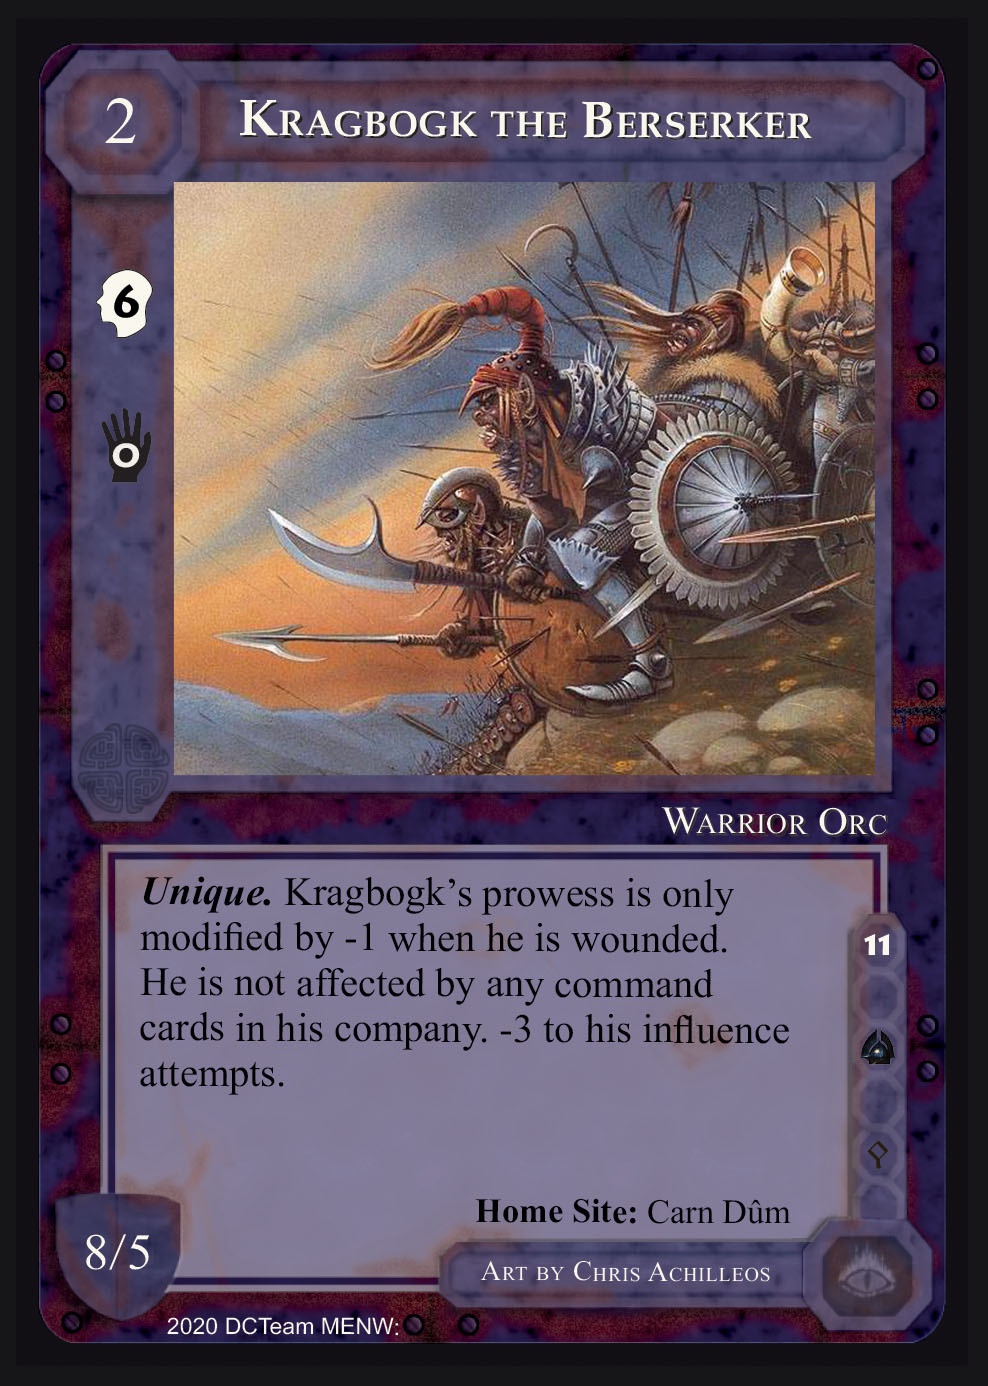 2
Kragbogk the Berserker
6
0
Warrior Orc
Unique. Kragbogk's prowess is only
modified by -1 when he is wounded.
He is not affected by any command
cards in his company. -3 to his influence
attempts.
11
Home Site: Carn Dûm
8/5
Art by Chris Achilleos
2020 DCTeam MENW: